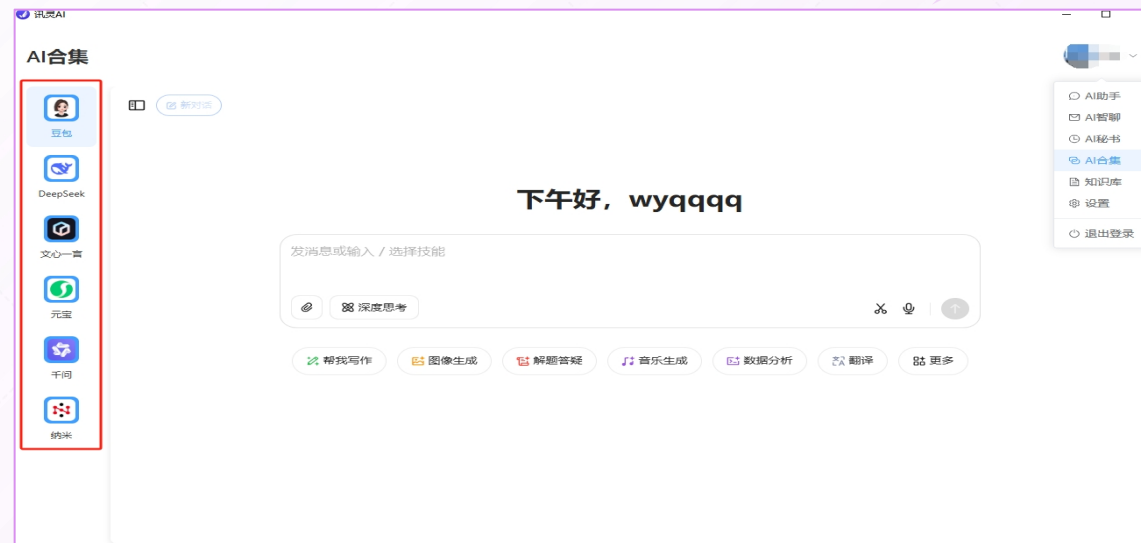 讯灵AI
AI合集
豆包
DeepSeek
文心一言
元宝
千问
纳米
新对话
下午好，wyqqqq
发消息或输入 / 选择技能
深度思考
帮我写作
图像生成
解题答疑
音乐生成
数据分析
翻译
更多
AI助手
AI智聊
AI秘书
AI合集
知识库
设置
退出登录